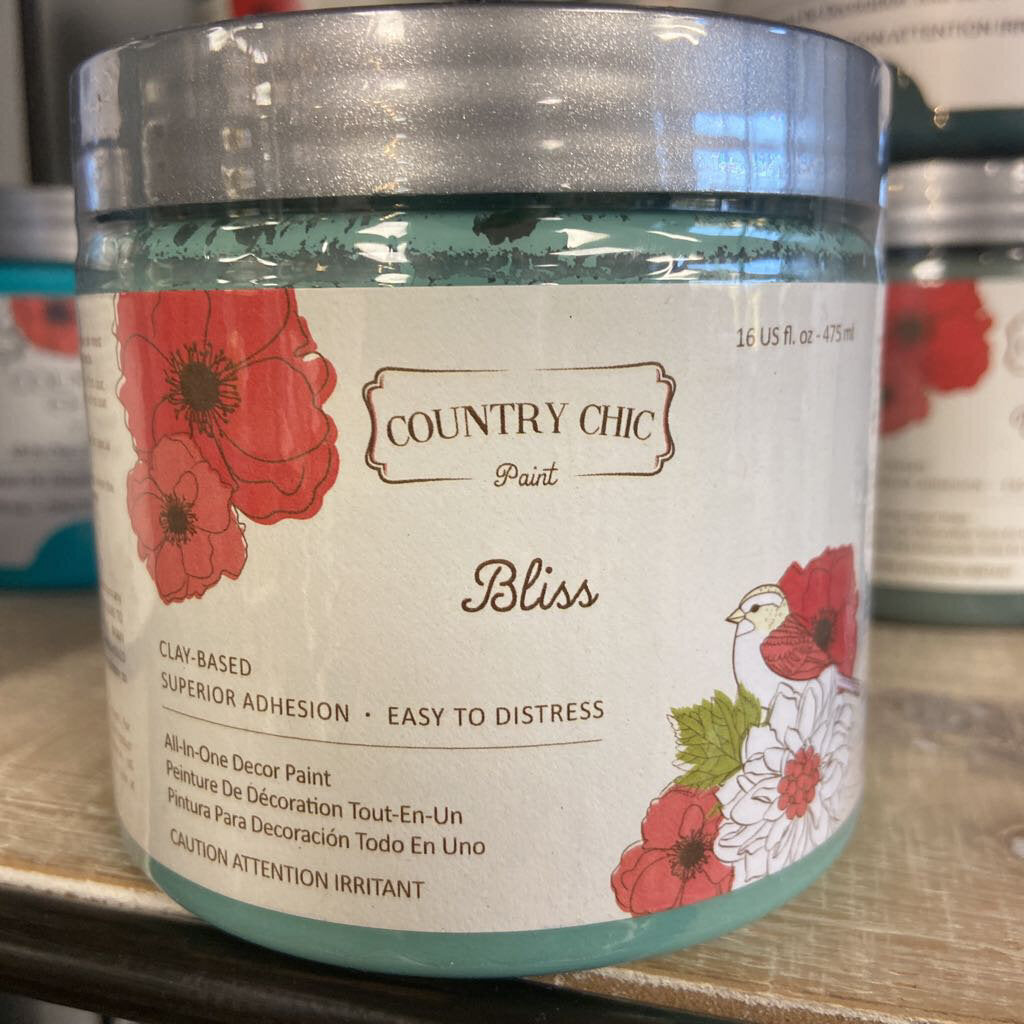 16 US fl. oz - 475 ml
COUNTRY CHIC
Paint
Bliss
CLAY-BASED
SUPERIOR ADHESION · EASY TO DISTRESS
All-In-One Decor Paint
Peinture De Décoration Tout-En-Un
Pintura Para Decoración Todo En Uno
CAUTION ATTENTION IRRITANT